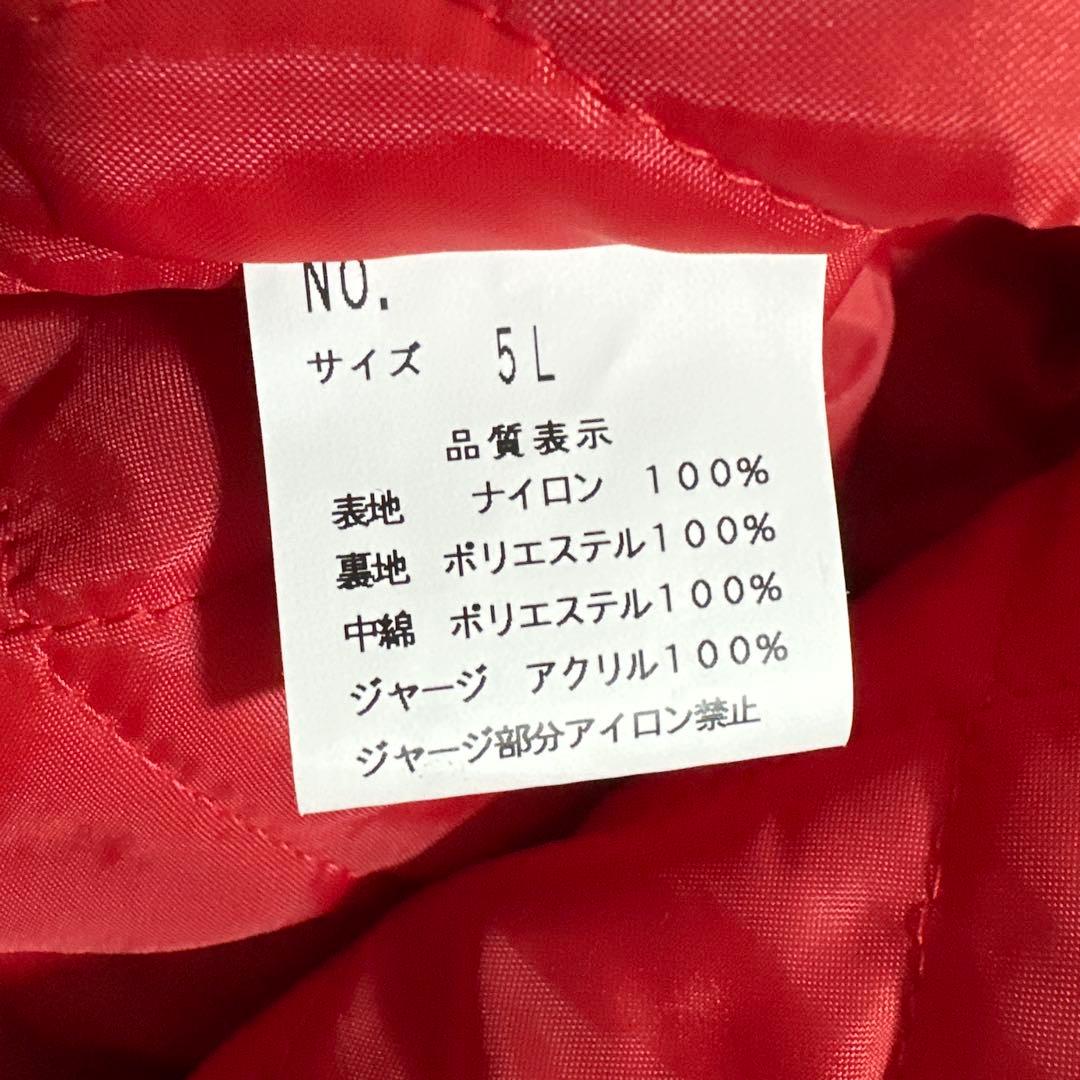 NO.
サイズ 5L
品質表示
表地 ナイロン 100%
裏地 ポリエステル100%
中綿 ポリエステル100%
ジャージ アクリル100%
ジャージ部分アイロン禁止